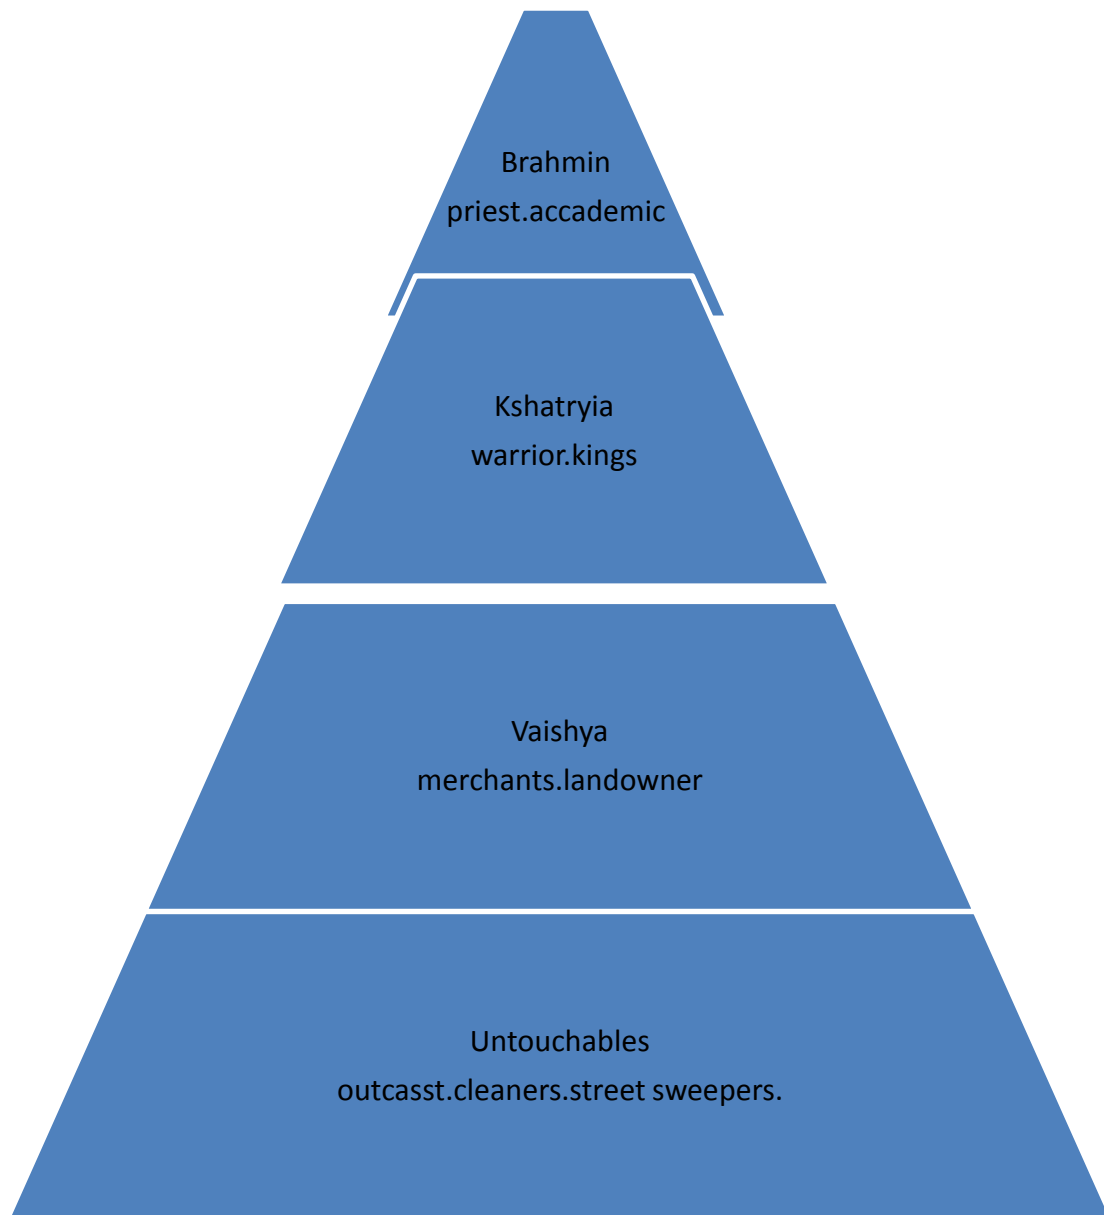 Brahmin
priest.accademic
Kshatryia
warrior.kings
Vaishya
merchants.landowner
Untouchables
outcasst.cleaners.street sweepers.